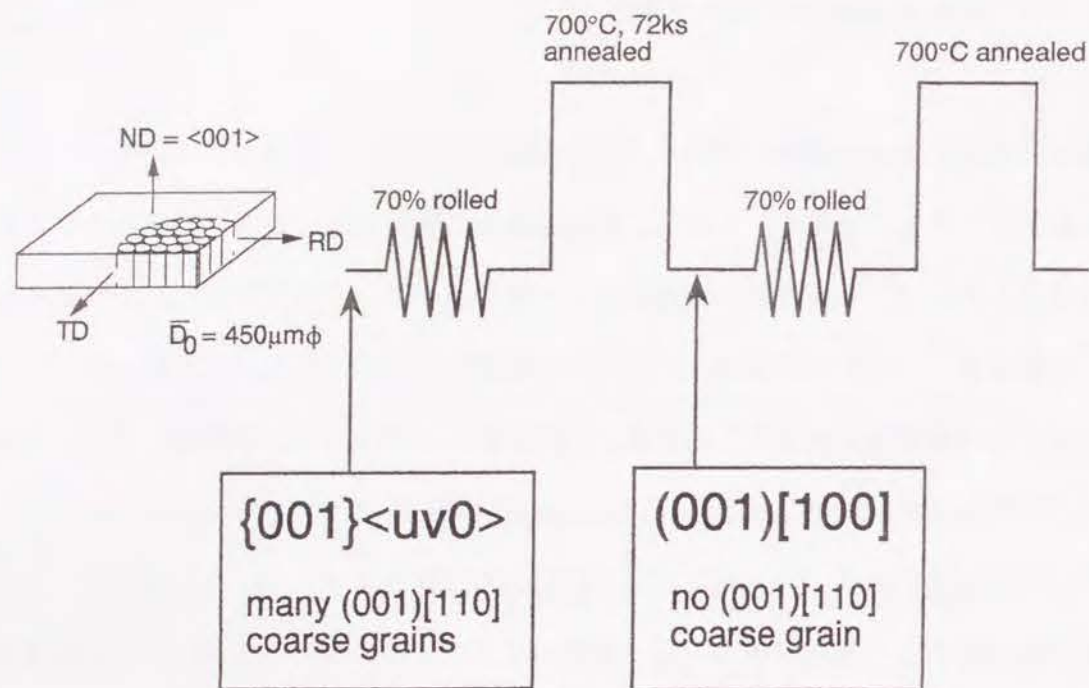 700°C, 72ks
annealed
700°C annealed
ND = <001>
70% rolled
70% rolled
RD
TD
D̅0 = 450μmϕ
{001}<uv0>
many (001)[110]
coarse grains
(001)[100]
no (001)[110]
coarse grain